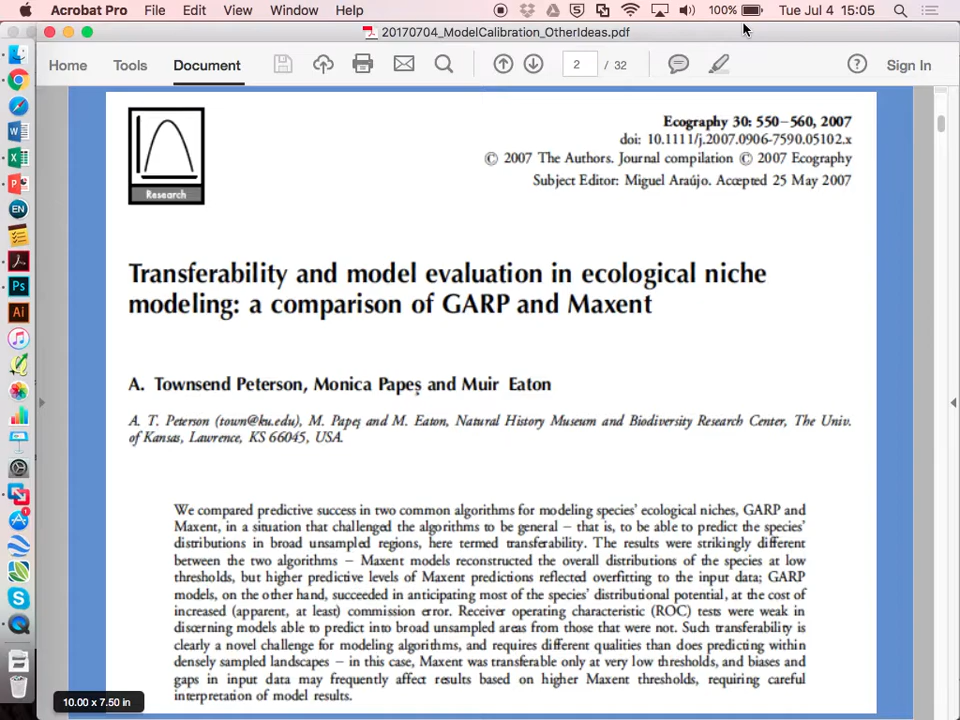 Acrobat Pro File Edit View Window Help 100% Tue Jul 4 15:05
20170704_ModelCalibration_OtherIdeas.pdf
Home Tools Document 2 / 32 Sign In
Ecography 30: 550–560, 2007
doi: 10.1111/j.2007.0906-7590.05102.x
© 2007 The Authors. Journal compilation © 2007 Ecography
Subject Editor: Miguel Araújo. Accepted 25 May 2007
Research
Transferability and model evaluation in ecological niche
modeling: a comparison of GARP and Maxent
A. Townsend Peterson, Monica Papeş and Muir Eaton
A. T. Peterson (town@ku.edu), M. Papeş and M. Eaton, Natural History Museum and Biodiversity Research Center, The Univ.
of Kansas, Lawrence, KS 66045, USA.
We compared predictive success in two common algorithms for modeling species' ecological niches, GARP and
Maxent, in a situation that challenged the algorithms to be general – that is, to be able to predict the species'
distributions in broad unsampled regions, here termed transferability. The results were strikingly different
between the two algorithms – Maxent models reconstructed the overall distributions of the species at low
thresholds, but higher predictive levels of Maxent predictions reflected overfitting to the input data; GARP
models, on the other hand, succeeded in anticipating most of the species' distributional potential, at the cost of
increased (apparent, at least) commission error. Receiver operating characteristic (ROC) tests were weak in
discerning models able to predict into broad unsampled areas from those that were not. Such transferability is
clearly a novel challenge for modeling algorithms, and requires different qualities than does predicting within
densely sampled landscapes – in this case, Maxent was transferable only at very low thresholds, and biases and
gaps in input data may frequently affect results based on higher Maxent thresholds, requiring careful
interpretation of model results.
EN
Ps
Ai
10.00 x 7.50 in